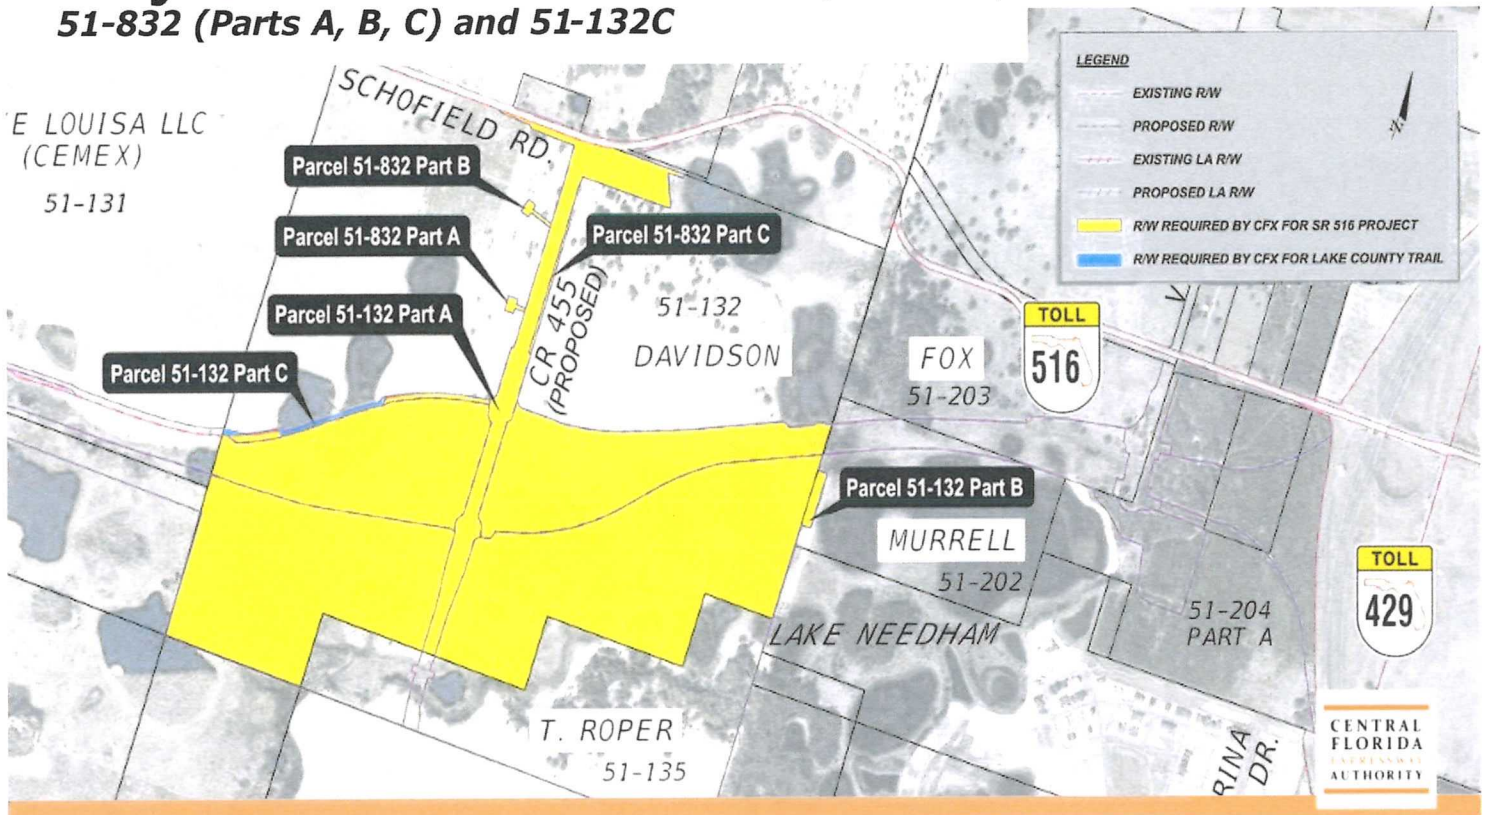 51-832 (Parts A, B, C) and 51-132C
LEGEND
EXISTING R/W
PROPOSED R/W
EXISTING LA R/W
PROPOSED LA R/W
R/W REQUIRED BY CFX FOR SR 516 PROJECT
R/W REQUIRED BY CFX FOR LAKE COUNTY TRAIL
N
SCHOFIELD RD.
E LOUISA LLC
(CEMEX)
51-131
Parcel 51-832 Part B
Parcel 51-832 Part A
Parcel 51-832 Part C
Parcel 51-132 Part A
Parcel 51-132 Part C
CR 455
(PROPOSED)
51-132
DAVIDSON
FOX
51-203
TOLL
516
V
Parcel 51-132 Part B
MURRELL
51-202
LAKE NEEDHAM
51-204
PART A
TOLL
429
T. ROPER
51-135
RINA
DR.
CENTRAL
FLORIDA
EXPRESSWAY
AUTHORITY